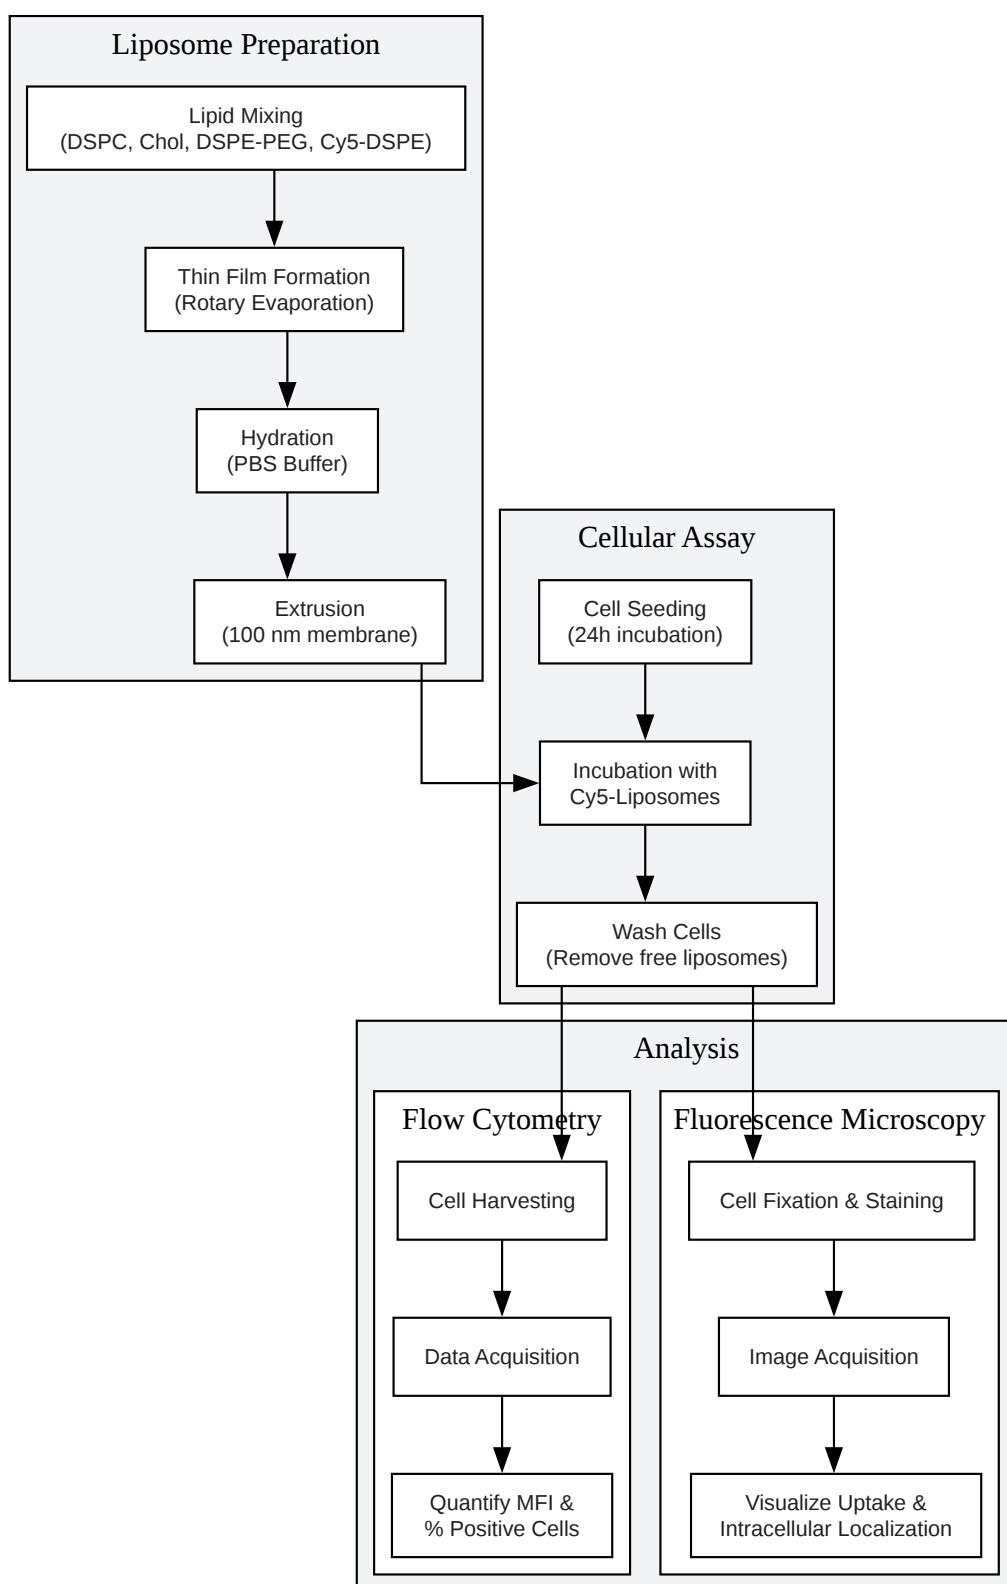 Liposome Preparation
Lipid Mixing
(DSPC, Chol, DSPE-PEG, Cy5-DSPE)
Thin Film Formation
(Rotary Evaporation)
Hydration
(PBS Buffer)
Extrusion
(100 nm membrane)
Cellular Assay
Cell Seeding
(24h incubation)
Incubation with
Cy5-Liposomes
Wash Cells
(Remove free liposomes)
Analysis
Flow Cytometry
Cell Harvesting
Data Acquisition
Quantify MFI &
% Positive Cells
Fluorescence Microscopy
Cell Fixation & Staining
Image Acquisition
Visualize Uptake &
Intracellular Localization